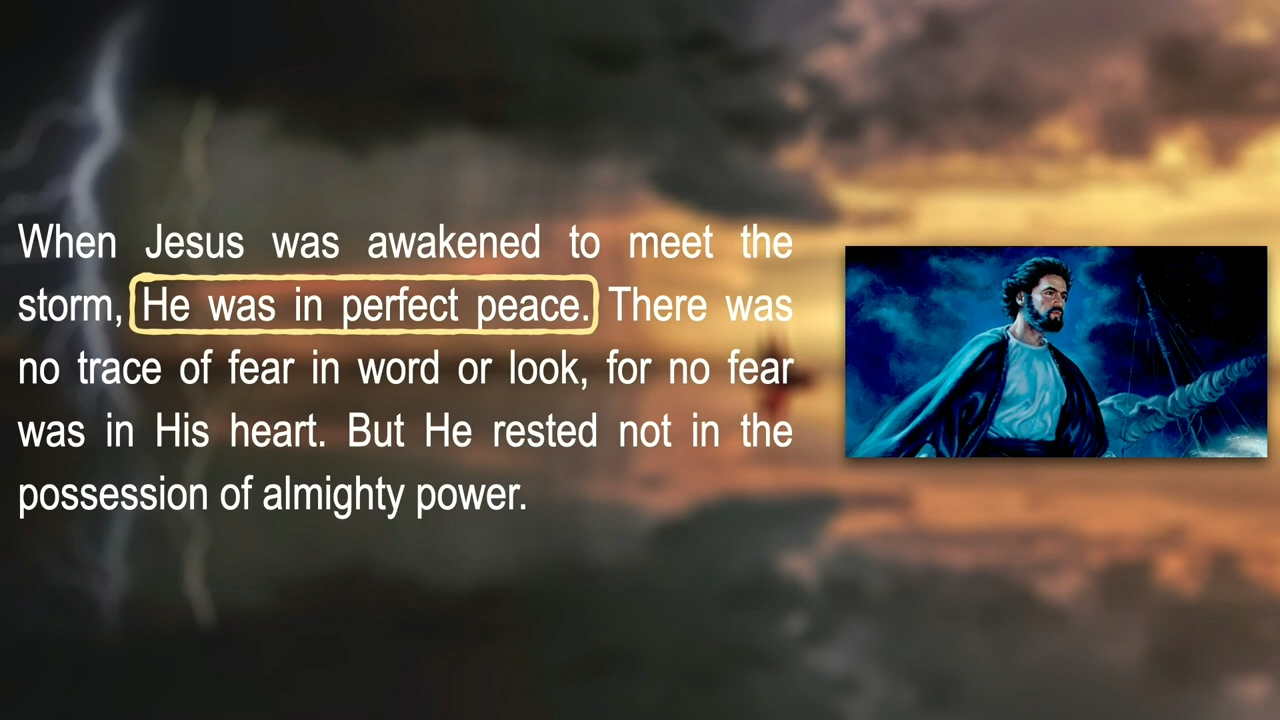 When Jesus was awakened to meet the
storm, He was in perfect peace. There was
no trace of fear in word or look, for no fear
was in His heart. But He rested not in the
possession of almighty power.